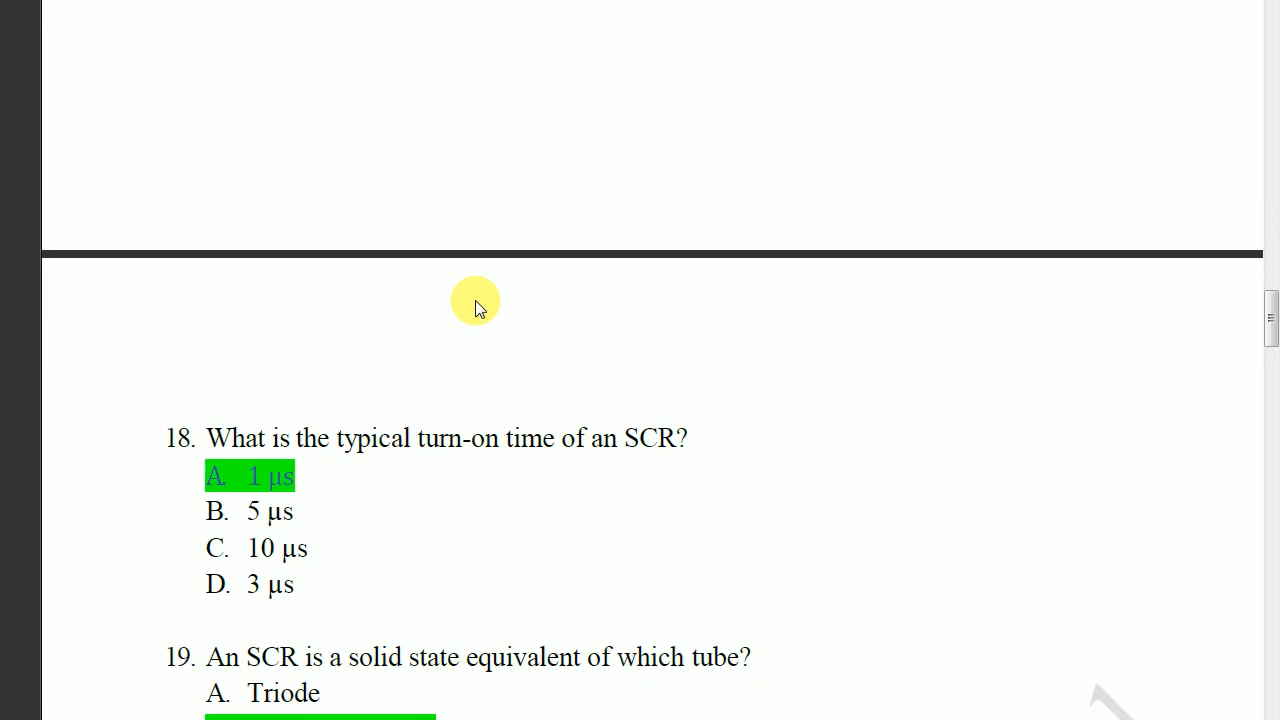 18. What is the typical turn-on time of an SCR?
A. 1 µs
B. 5 µs
C. 10 µs
D. 3 µs
19. An SCR is a solid state equivalent of which tube?
A. Triode